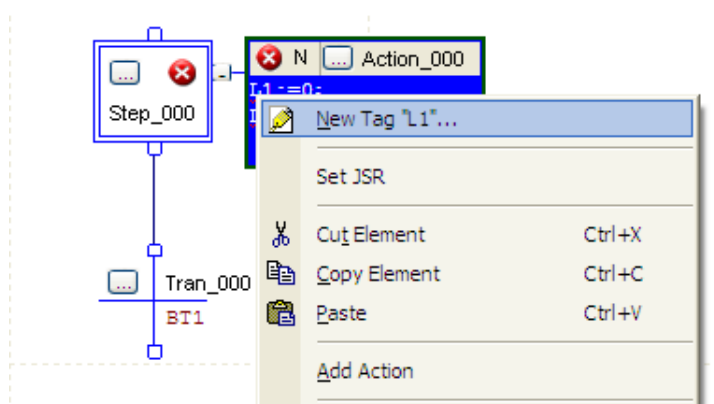 N ... Action_000
... 
Step_000
L1:=0;
New Tag "L1"...
Set JSR
Cut Element Ctrl+X
... Tran_000
Copy Element Ctrl+C
BT1
Paste Ctrl+V
Add Action